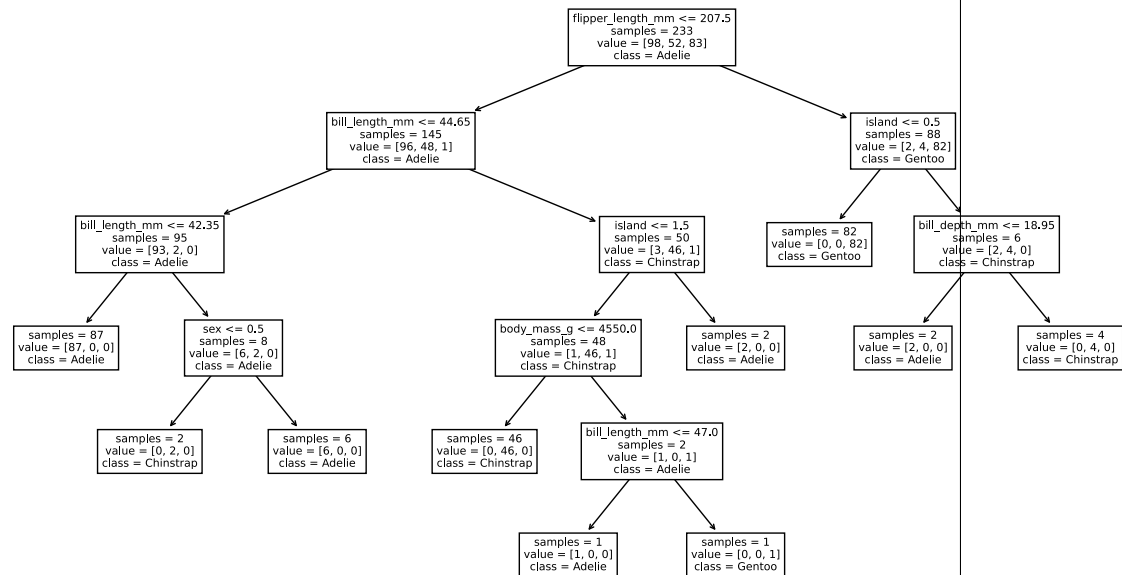 flipper_length_mm <= 207.5
samples = 233
value = [98, 52, 83]
class = Adelie
bill_length_mm <= 44.65
samples = 145
value = [96, 48, 1]
class = Adelie
island <= 0.5
samples = 88
value = [2, 4, 82]
class = Gentoo
bill_length_mm <= 42.35
samples = 95
value = [93, 2, 0]
class = Adelie
island <= 1.5
samples = 50
value = [3, 46, 1]
class = Chinstrap
samples = 82
value = [0, 0, 82]
class = Gentoo
bill_depth_mm <= 18.95
samples = 6
value = [2, 4, 0]
class = Chinstrap
samples = 87
value = [87, 0, 0]
class = Adelie
sex <= 0.5
samples = 8
value = [6, 2, 0]
class = Adelie
body_mass_g <= 4550.0
samples = 48
value = [1, 46, 1]
class = Chinstrap
samples = 2
value = [2, 0, 0]
class = Adelie
samples = 2
value = [2, 0, 0]
class = Adelie
samples = 4
value = [0, 4, 0]
class = Chinstrap
samples = 2
value = [0, 2, 0]
class = Chinstrap
samples = 6
value = [6, 0, 0]
class = Adelie
samples = 46
value = [0, 46, 0]
class = Chinstrap
bill_length_mm <= 47.0
samples = 2
value = [1, 0, 1]
class = Adelie
samples = 1
value = [1, 0, 0]
class = Adelie
samples = 1
value = [0, 0, 1]
class = Gentoo